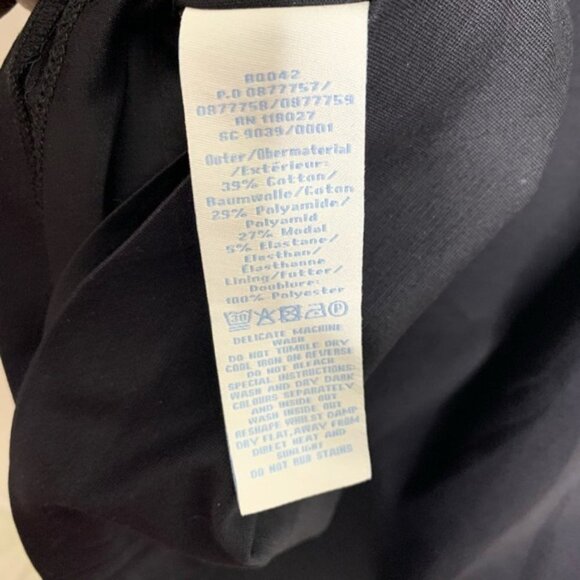 AQ042
P.O 0877757/
0877758/0877759
RN 118027
SC 9039/0001
Outer/Obermaterial
/Extérieur:
39% Cotton/
Baumwolle/Coton
29% Polyamide/
Polyamid
27% Modal
5% Elastane/
Elasthan/
Élasthanne
Lining/Futter/
Doublure:
100% Polyester
30 P
DELICATE MACHINE
WASH
DO NOT TUMBLE DRY
COOL IRON ON REVERSE
DO NOT BLEACH
SPECIAL INSTRUCTIONS:
WASH AND DRY DARK
COLOURS SEPARATELY
AND INSIDE OUT
WASH INSIDE OUT
RESHAPE WHILST DAMP
DRY FLAT, AWAY FROM
DIRECT HEAT AND
SUNLIGHT
DO NOT RUB STAINS